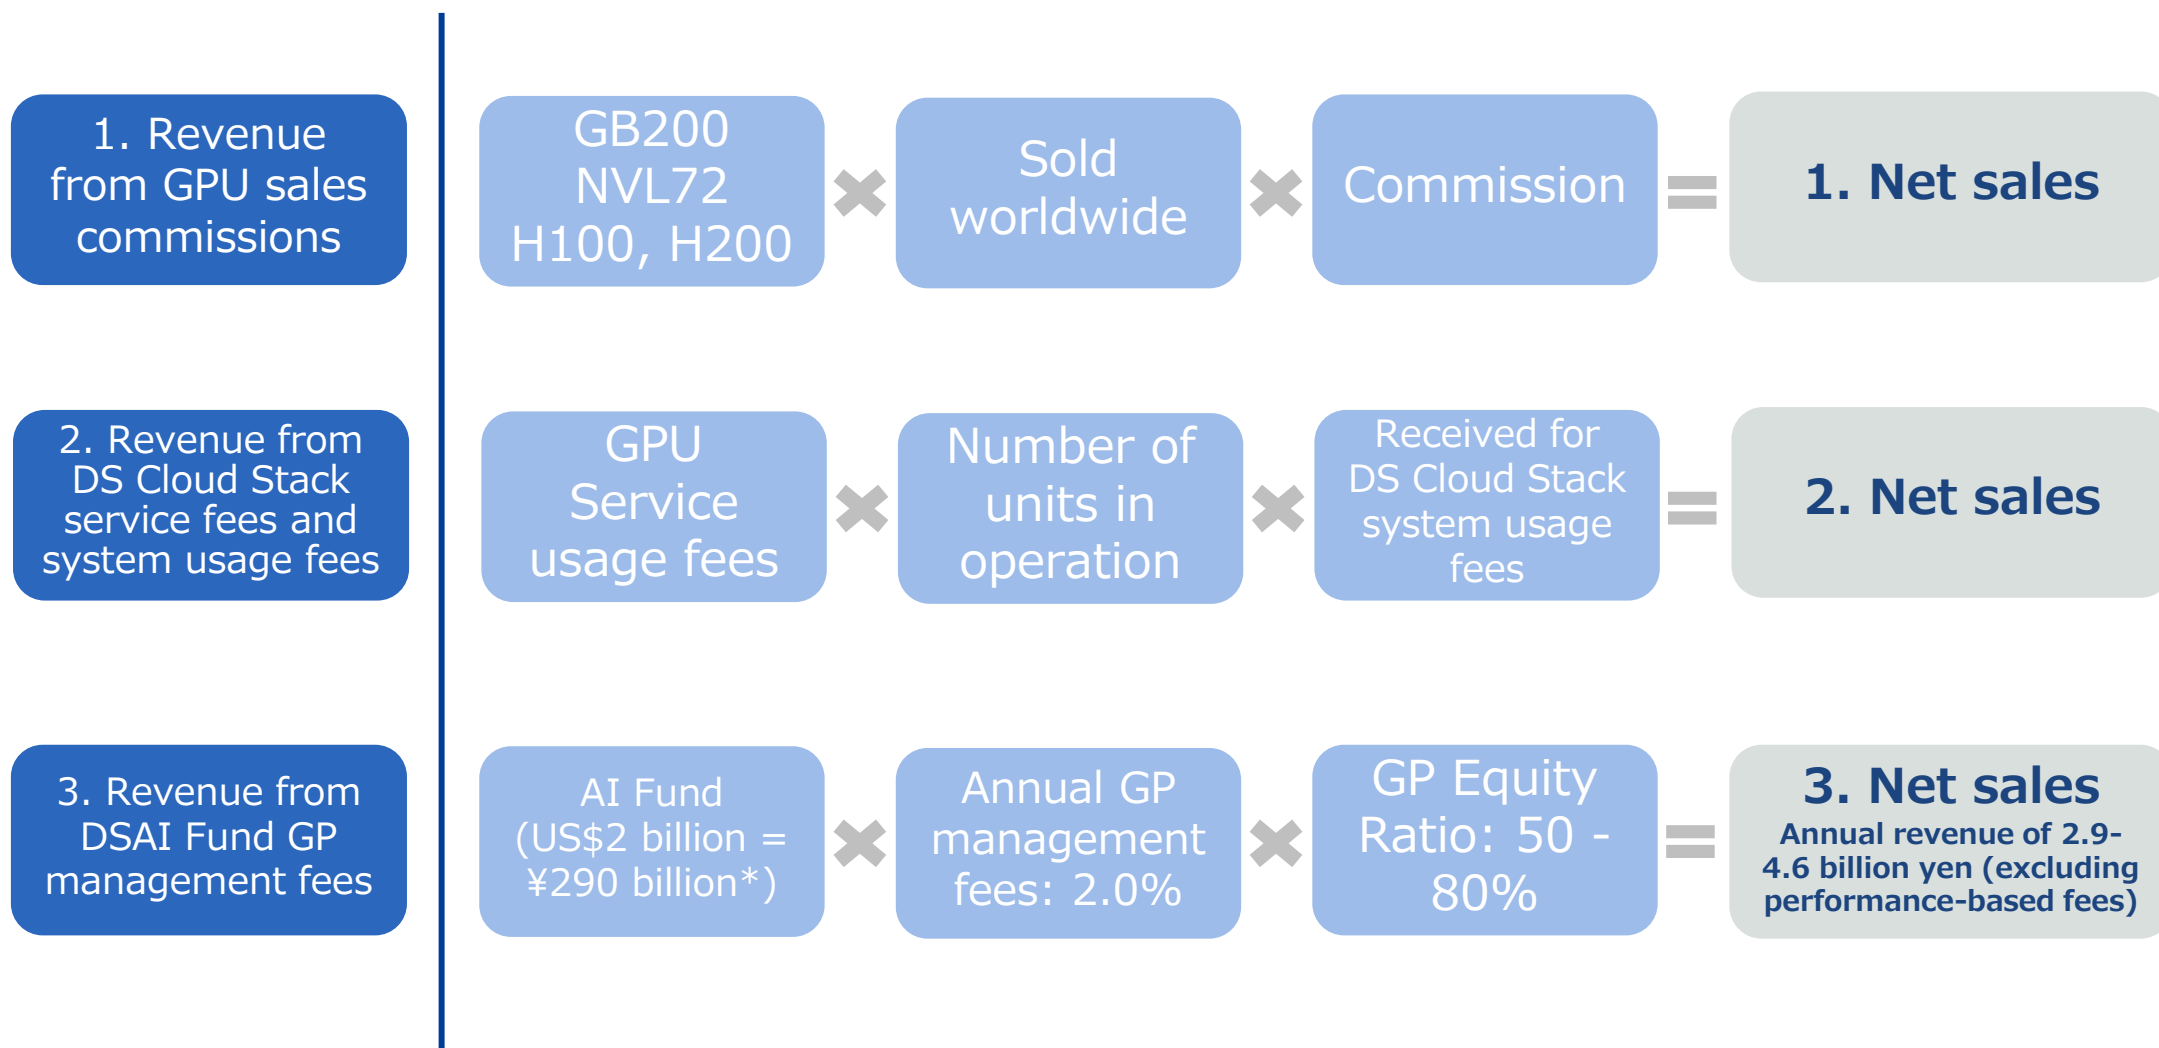 1. Revenue
from GPU sales
commissions
GB200
NVL72
H100, H200
Sold
worldwide
Commission
1. Net sales
2. Revenue from
DS Cloud Stack
service fees and
system usage fees
GPU
Service
usage fees
Number of
units in
operation
Received for
DS Cloud Stack
system usage
fees
2. Net sales
3. Revenue from
DSAI Fund GP
management fees
AI Fund
(US$2 billion =
¥290 billion*)
Annual GP
management
fees: 2.0%
GP Equity
Ratio: 50 -
80%
3. Net sales
Annual revenue of 2.9-
4.6 billion yen (excluding
performance-based fees)